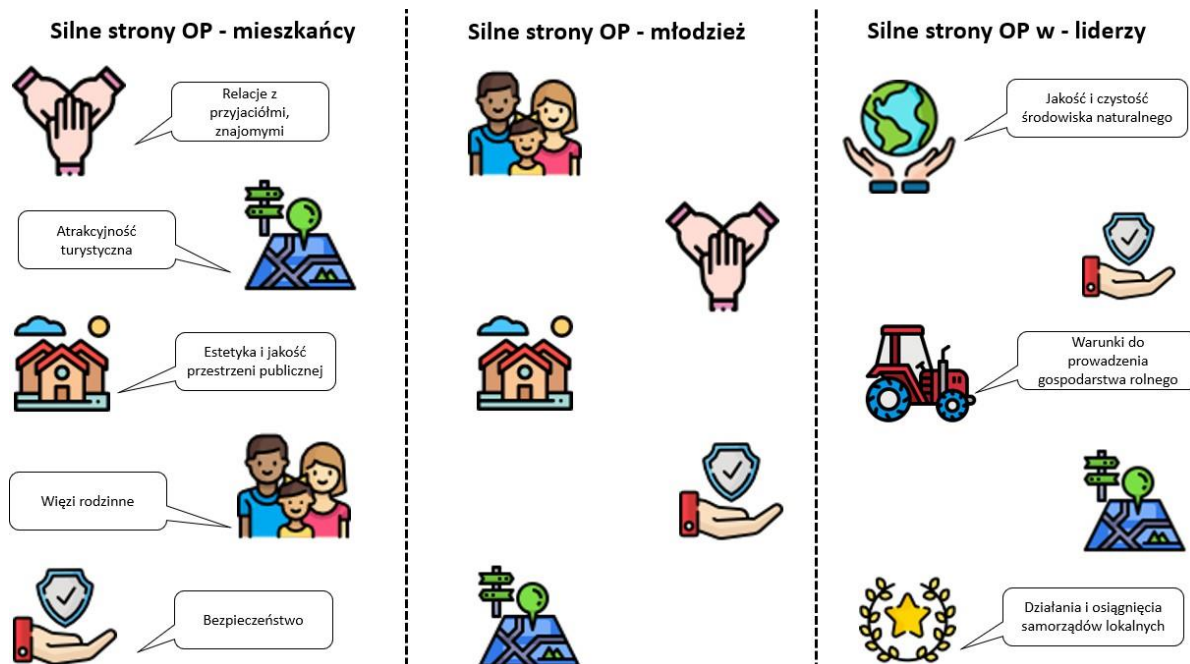 Silne strony OP - mieszkańcy
Relacje z
przyjaciółmi,
znajomymi
Atrakcyjność
turystyczna
Estetyka i jakość
przestrzeni publicznej
Więzi rodzinne
Bezpieczeństwo
Silne strony OP - młodzież
Silne strony OP w - liderzy
Jakość i czystość
środowiska naturalnego
Warunki do
prowadzenia
gospodarstwa rolnego
Działania i osiągnięcia
samorządów lokalnych